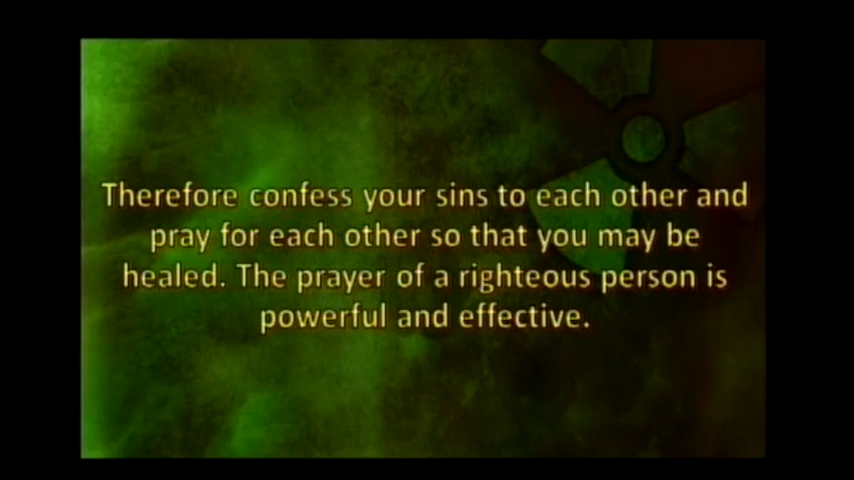 Therefore confess your sins to each other and
pray for each other so that you may be
healed. The prayer of a righteous person is
powerful and effective.